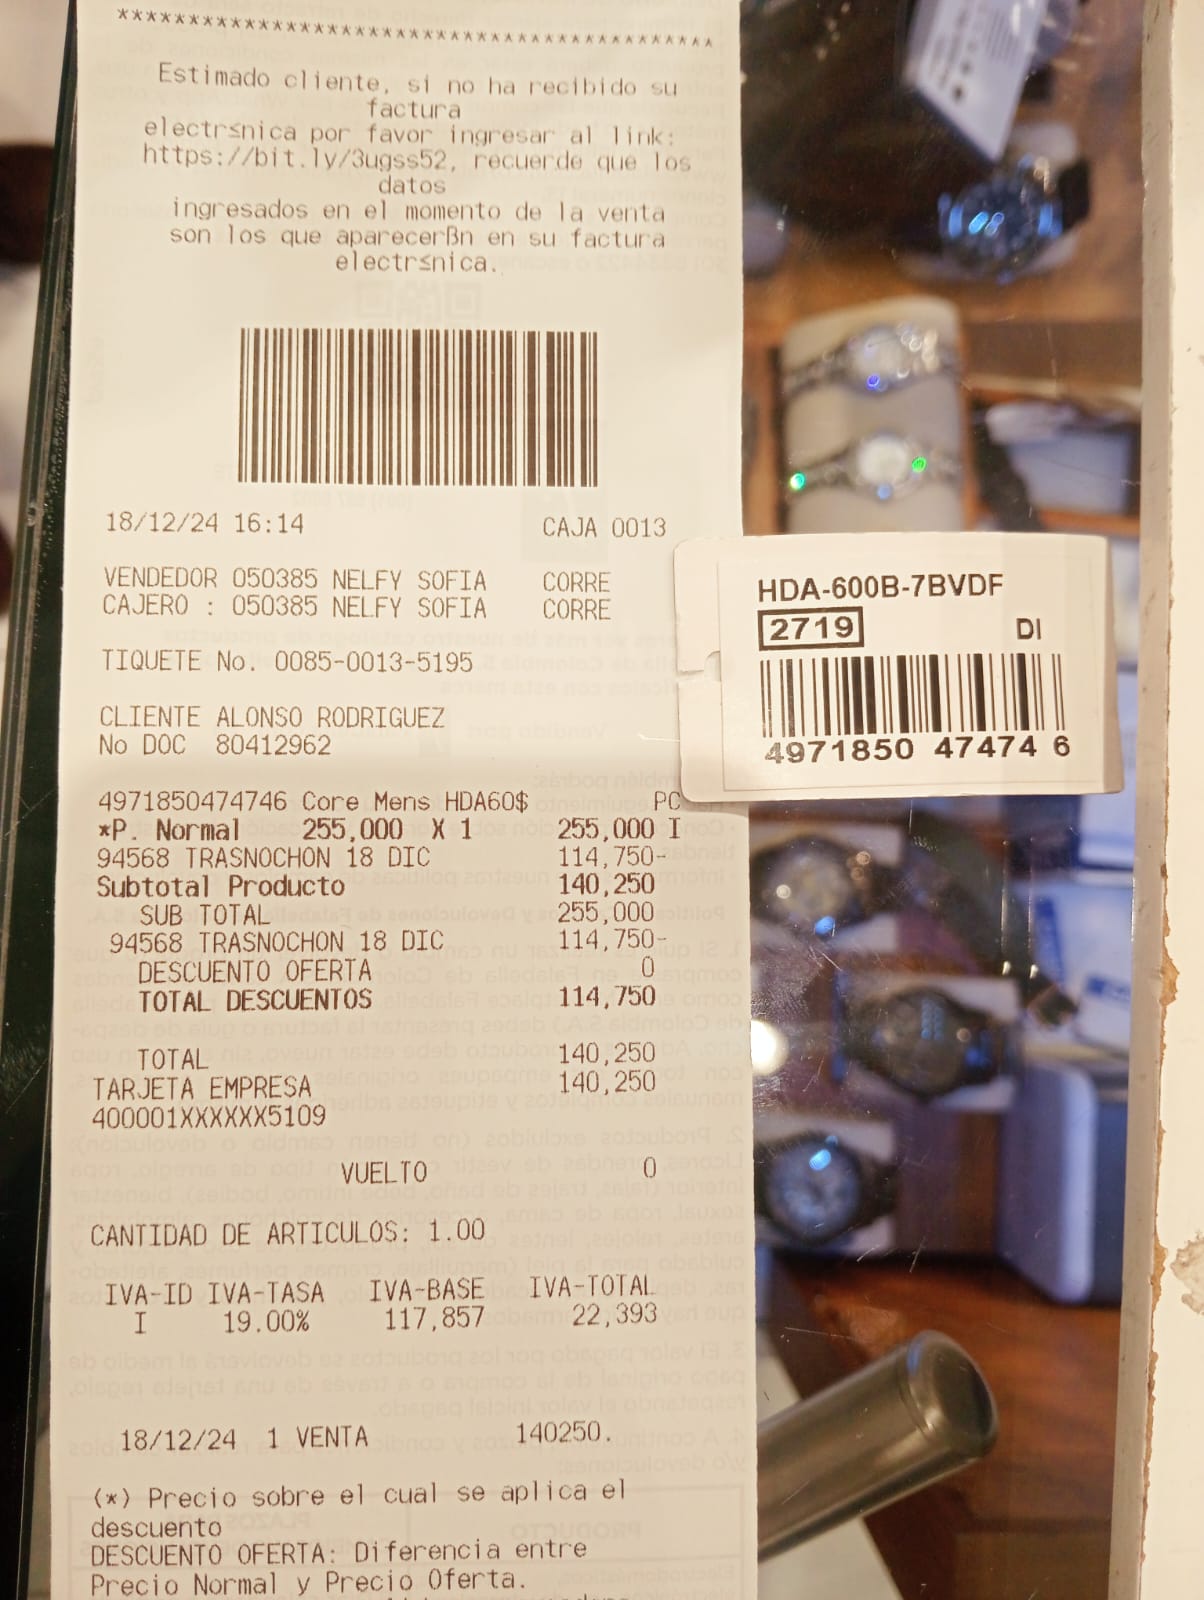 ****************************************
Estimado cliente, si no ha recibido su
factura
electr≤nica por favor ingresar al link:
https://bit.ly/3ugss52, recuerde que los
datos
ingresados en el momento de la venta
son los que aparecerßn en su factura
electr≤nica.
18/12/24 16:14 CAJA 0013
VENDEDOR 050385 NELFY SOFIA CORRE
CAJERO : 050385 NELFY SOFIA CORRE
TIQUETE No. 0085-0013-5195
CLIENTE ALONSO RODRIGUEZ
No DOC 80412962
HDA-600B-7BVDF
2719 DI
4971850 47474 6
4971850474746 Core Mens HDA60$ PC
*P. Normal 255,000 X 1 255,000 I
94568 TRASNOCHON 18 DIC 114,750-
Subtotal Producto 140,250
SUB TOTAL 255,000
94568 TRASNOCHON 18 DIC 114,750-
DESCUENTO OFERTA 0
TOTAL DESCUENTOS 114,750
TOTAL 140,250
TARJETA EMPRESA 140,250
400001XXXXXX5109
VUELTO 0
CANTIDAD DE ARTICULOS: 1.00
IVA-ID IVA-TASA IVA-BASE IVA-TOTAL
I 19.00% 117,857 22,393
18/12/24 1 VENTA 140250.
(*) Precio sobre el cual se aplica el
descuento
DESCUENTO OFERTA: Diferencia entre
Precio Normal y Precio Oferta.